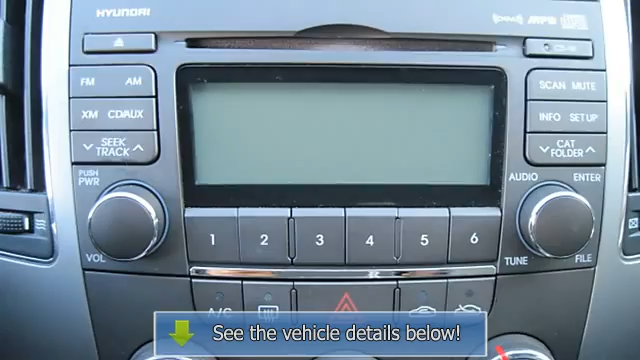 HYUNDAI
XM MP3
FM AM
SCAN MUTE
XM CD/AUX
INFO SETUP
SEEK
TRACK
CAT
FOLDER
PUSH
PWR
AUDIO ENTER
1 2 3 4 5 6
VOL
TUNE FILE
A/C
See the vehicle details below!